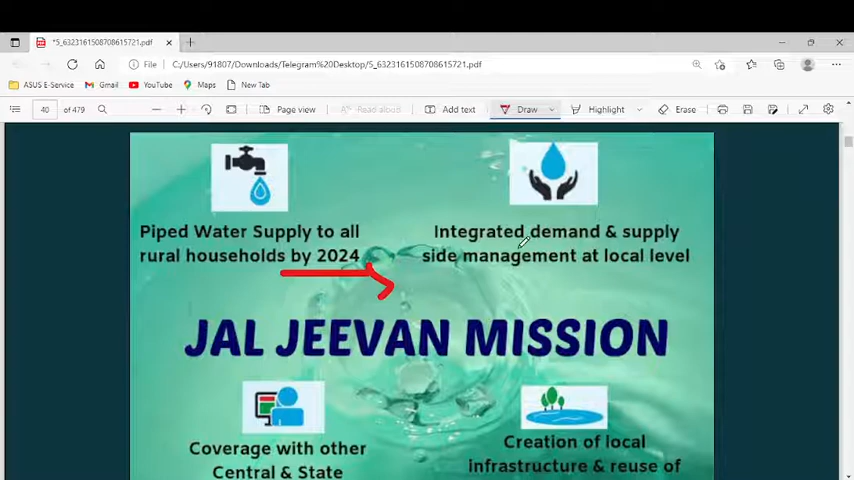 *5_6323161508708615721.pdf
File
C:/Users/91807/Downloads/Telegram%20Desktop/5_6323161508708615721.pdf
ASUS E-Service
Gmail
YouTube
Maps
New Tab
40 of 479
Page view
Read aloud
Add text
Draw
Highlight
Erase
Piped Water Supply to all
rural households by 2024
Integrated demand & supply
side management at local level
JAL JEEVAN MISSION
Coverage with other
Central & State
Creation of local
infrastructure & reuse of